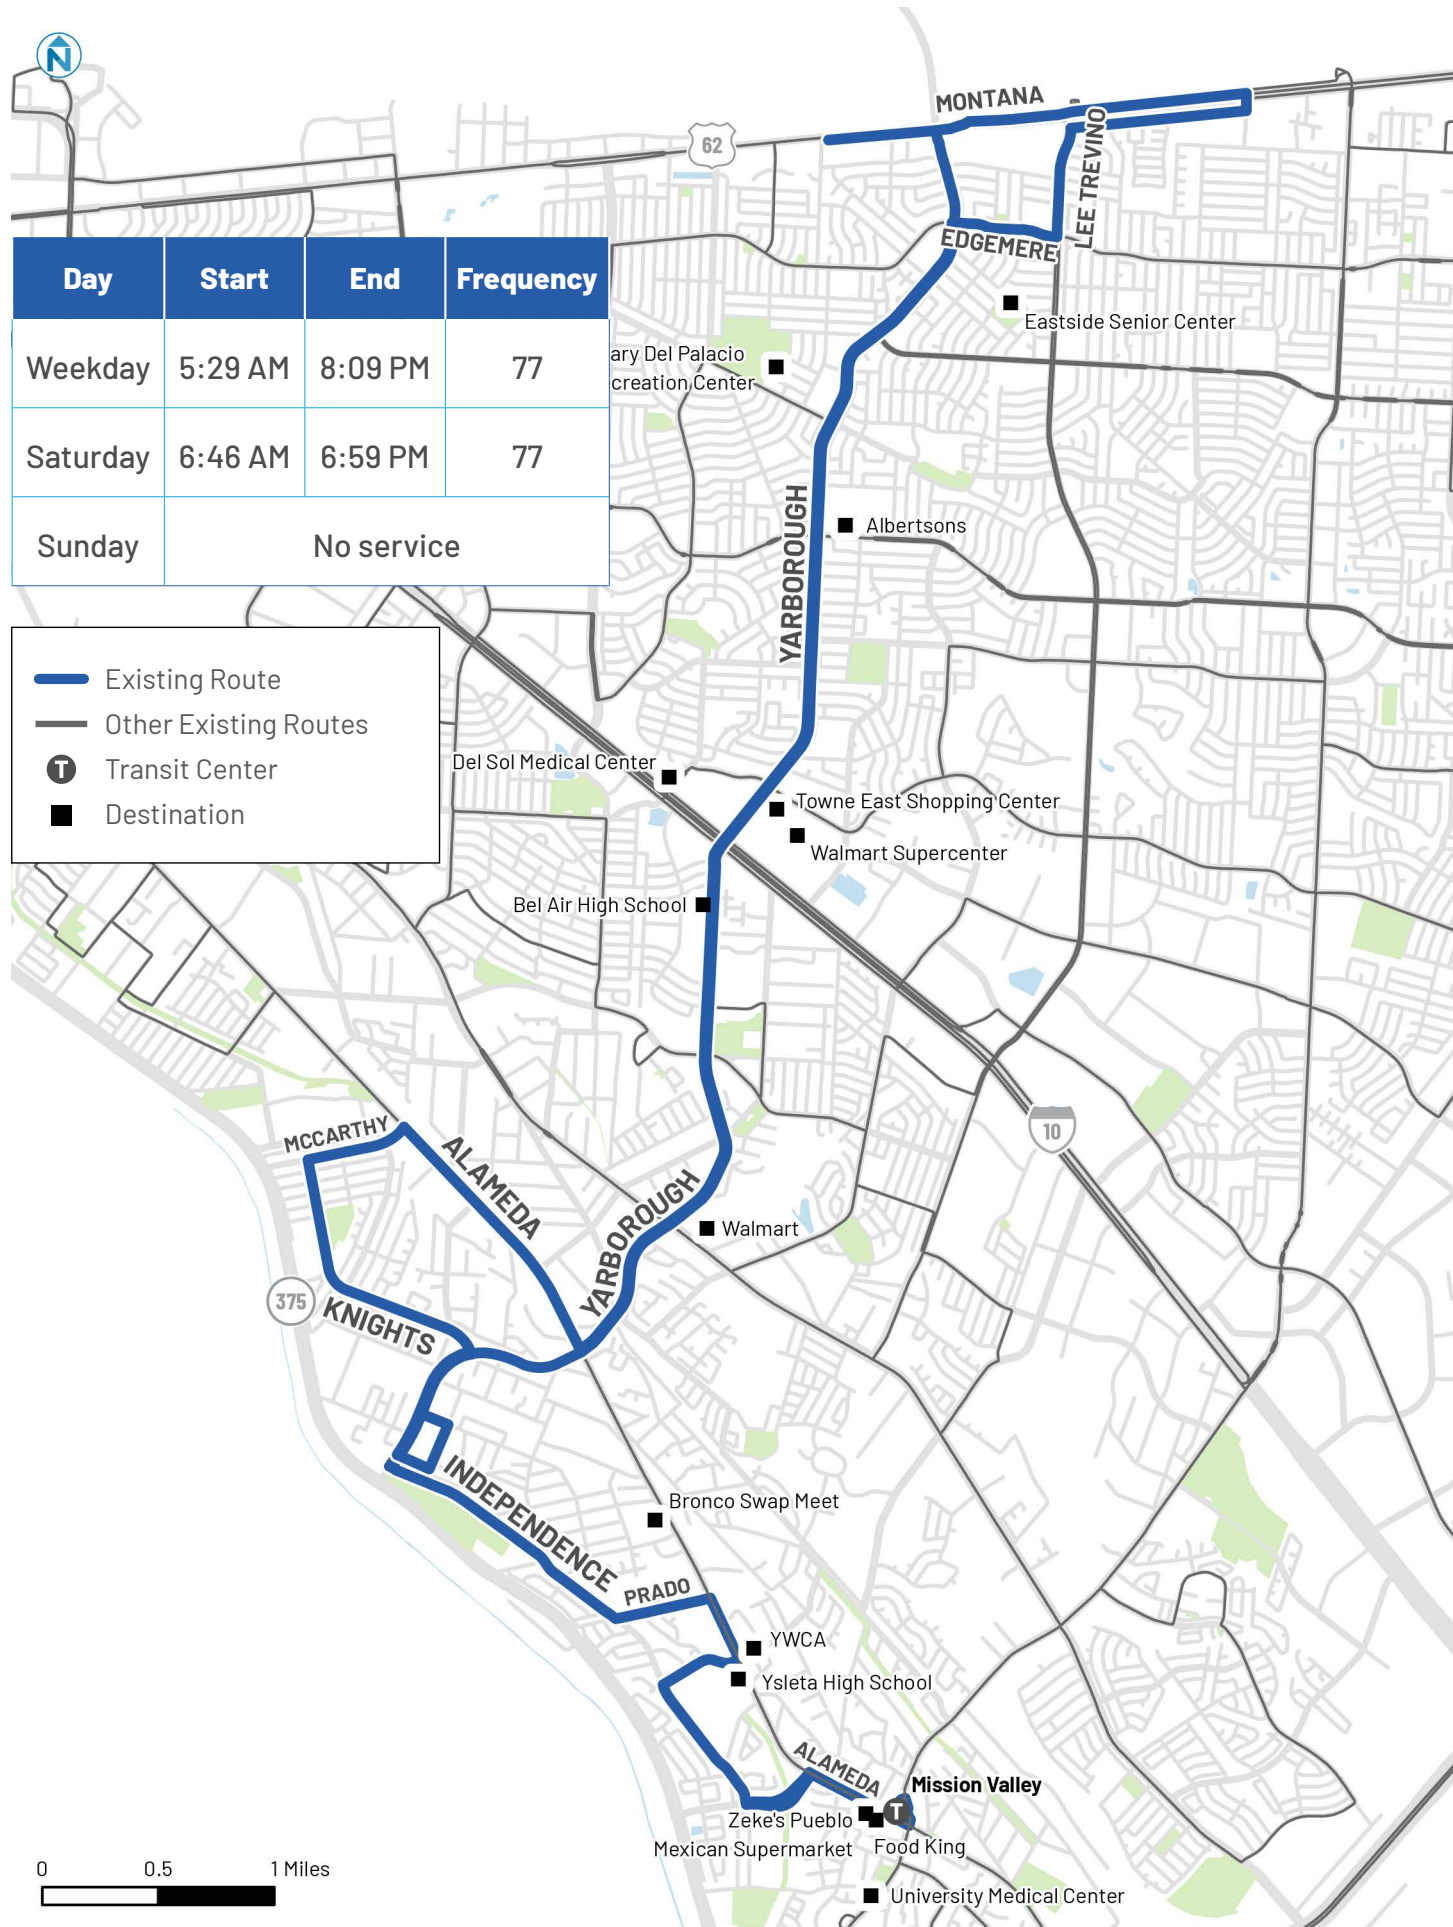 N
MONTANA
62
LEE TREVINO
EDGEMERE
Day Start End Frequency
Weekday 5:29 AM 8:09 PM 77
Saturday 6:46 AM 6:59 PM 77
Sunday No service
Eastside Senior Center
ary Del Palacio
creation Center
YARBOROUGH
Albertsons
Existing Route
Other Existing Routes
T Transit Center
Destination
Del Sol Medical Center
Towne East Shopping Center
Walmart Supercenter
Bel Air High School
10
MCCARTHY
ALAMEDA
YARBOROUGH
Walmart
375
KNIGHTS
INDEPENDENCE
Bronco Swap Meet
PRADO
YWCA
Ysleta High School
ALAMEDA
Mission Valley
T
Zeke's Pueblo
Mexican Supermarket
Food King
University Medical Center
0 0.5 1 Miles